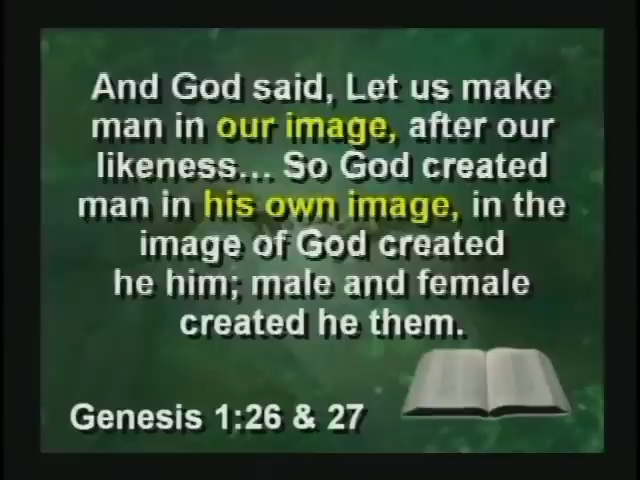 And God said, Let us make
man in our image, after our
likeness... So God created
man in his own image, in the
image of God created
he him; male and female
created he them.
Genesis 1:26 & 27